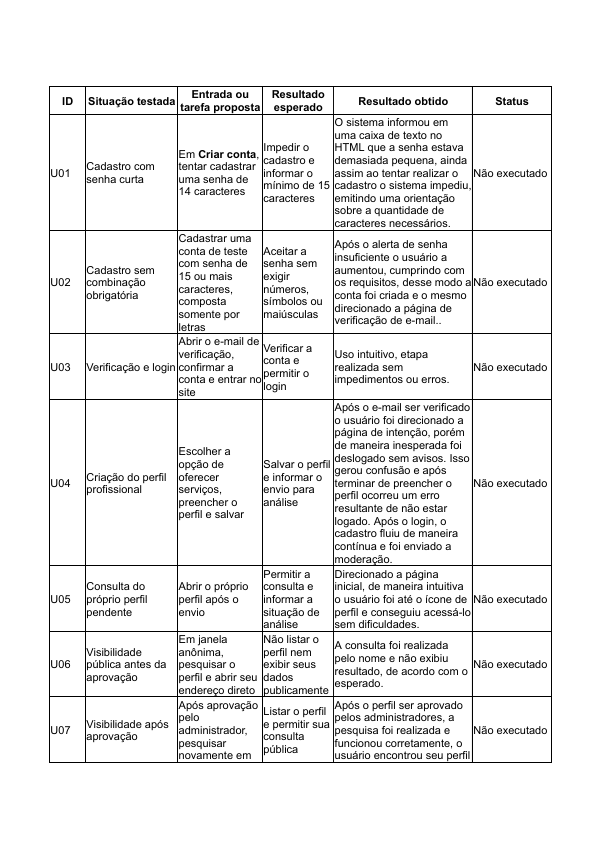 ID
Situação testada
Entrada ou
tarefa proposta
Resultado
esperado
Resultado obtido
Status
U01
Cadastro com
senha curta
Em Criar conta,
tentar cadastrar
uma senha de
14 caracteres
Impedir o
cadastro e
informar o
mínimo de 15
caracteres
O sistema informou em
uma caixa de texto no
HTML que a senha estava
demasiada pequena, ainda
assim ao tentar realizar o
cadastro o sistema impediu,
emitindo uma orientação
sobre a quantidade de
caracteres necessários.
Não executado
U02
Cadastro sem
combinação
obrigatória
Cadastrar uma
conta de teste
com senha de
15 ou mais
caracteres,
composta
somente por
letras
Aceitar a
senha sem
exigir
números,
símbolos ou
maiúsculas
Após o alerta de senha
insuficiente o usuário a
aumentou, cumprindo com
os requisitos, desse modo a
conta foi criada e o mesmo
direcionado a página de
verificação de e-mail..
Não executado
U03
Verificação e login
Abrir o e-mail de
verificação,
confirmar a
conta e entrar no
site
Verificar a
conta e
permitir o
login
Uso intuitivo, etapa
realizada sem
impedimentos ou erros.
Não executado
U04
Criação do perfil
profissional
Escolher a
opção de
oferecer
serviços,
preencher o
perfil e salvar
Salvar o perfil
e informar o
envio para
análise
Após o e-mail ser verificado
o usuário foi direcionado a
página de intenção, porém
de maneira inesperada foi
deslogado sem avisos. Isso
gerou confusão e após
terminar de preencher o
perfil ocorreu um erro
resultante de não estar
logado. Após o login, o
cadastro fluiu de maneira
contínua e foi enviado a
moderação.
Não executado
U05
Consulta do
próprio perfil
pendente
Abrir o próprio
perfil após o
envio
Permitir a
consulta e
informar a
situação de
análise
Direcionado a página
inicial, de maneira intuitiva
o usuário foi até o ícone de
perfil e conseguiu acessá-lo
sem dificuldades.
Não executado
U06
Visibilidade
pública antes da
aprovação
Em janela
anônima,
pesquisar o
perfil e abrir seu
endereço direto
Não listar o
perfil nem
exibir seus
dados
publicamente
A consulta foi realizada
pelo nome e não exibiu
resultado, de acordo com o
esperado.
Não executado
U07
Visibilidade após
aprovação
Após aprovação
pelo
administrador,
pesquisar
novamente em
Listar o perfil
e permitir sua
consulta
pública
Após o perfil ser aprovado
pelos administradores, a
pesquisa foi realizada e
funcionou corretamente, o
usuário encontrou seu perfil
Não executado